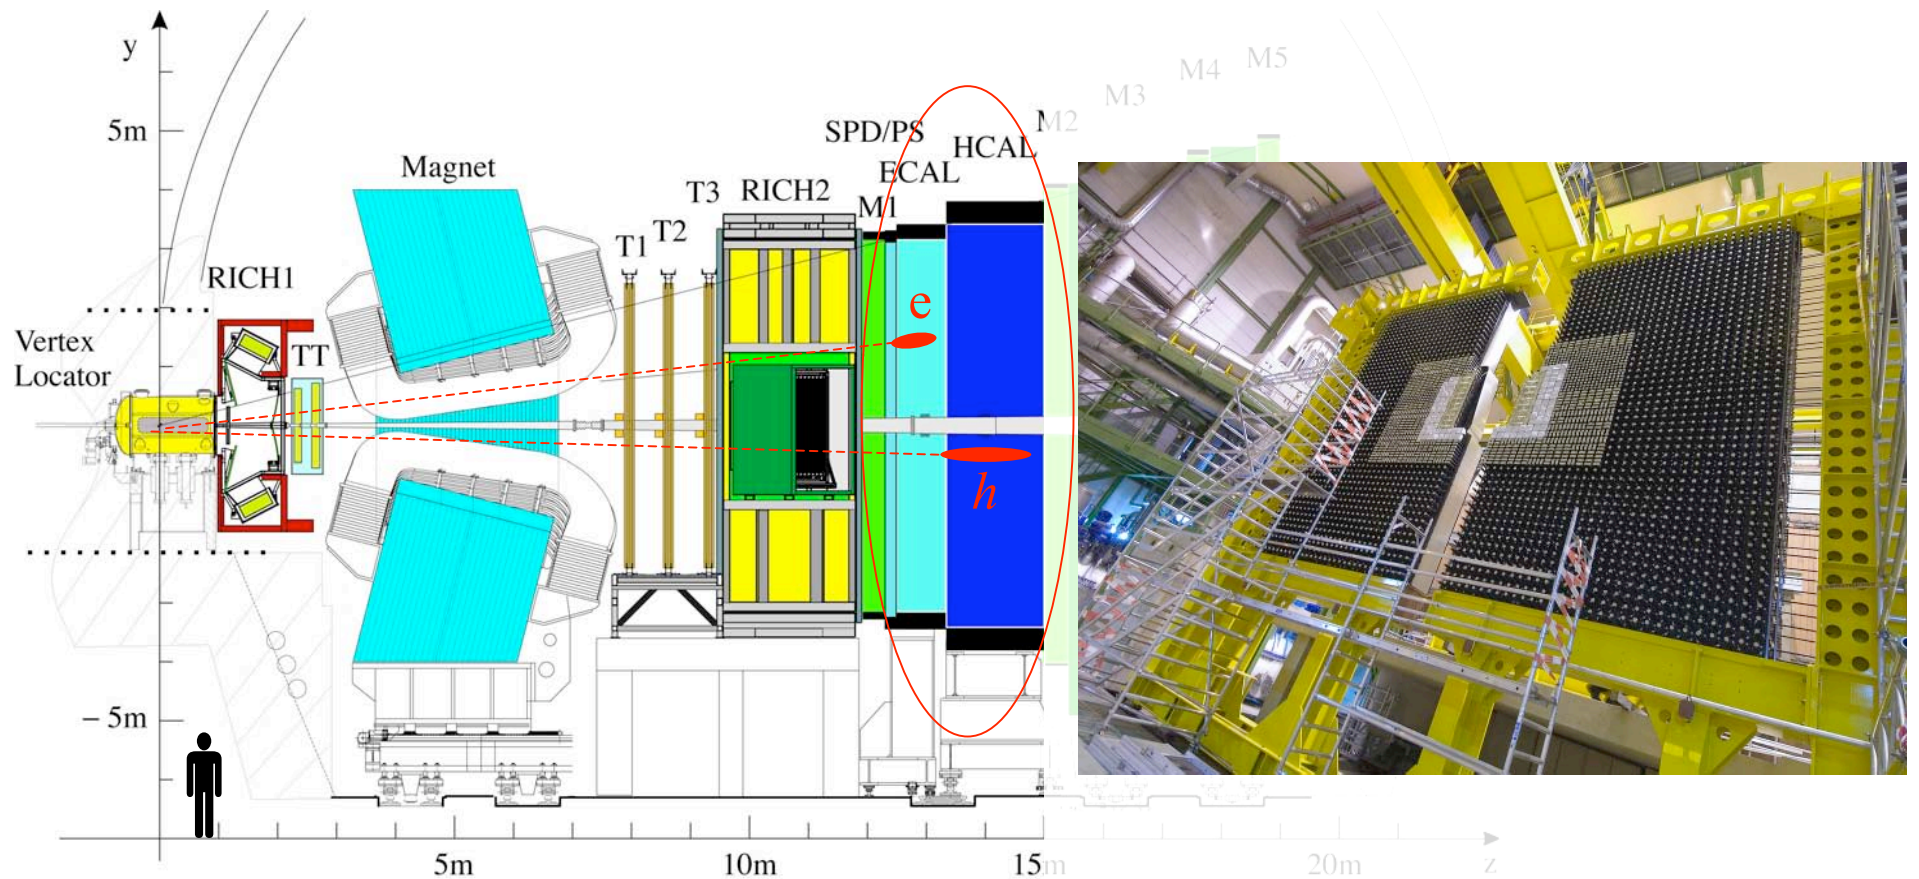 y
5m
Magnet
SPD/PS
ECAL
HCAL
M2
M3
M4
M5
RICH1
TT
Vertex
Locator
T1
T2
T3
RICH2
M1
e
h
− 5m
5m
10m
15m
20m
z